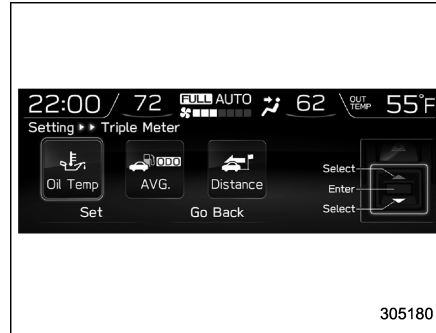 22:00 72 FULL AUTO 62 OUT TEMP 55°F
Setting ▸▸ Triple Meter
ODO
Oil Temp AVG. Distance
Select
Enter
Select
Set Go Back
305180